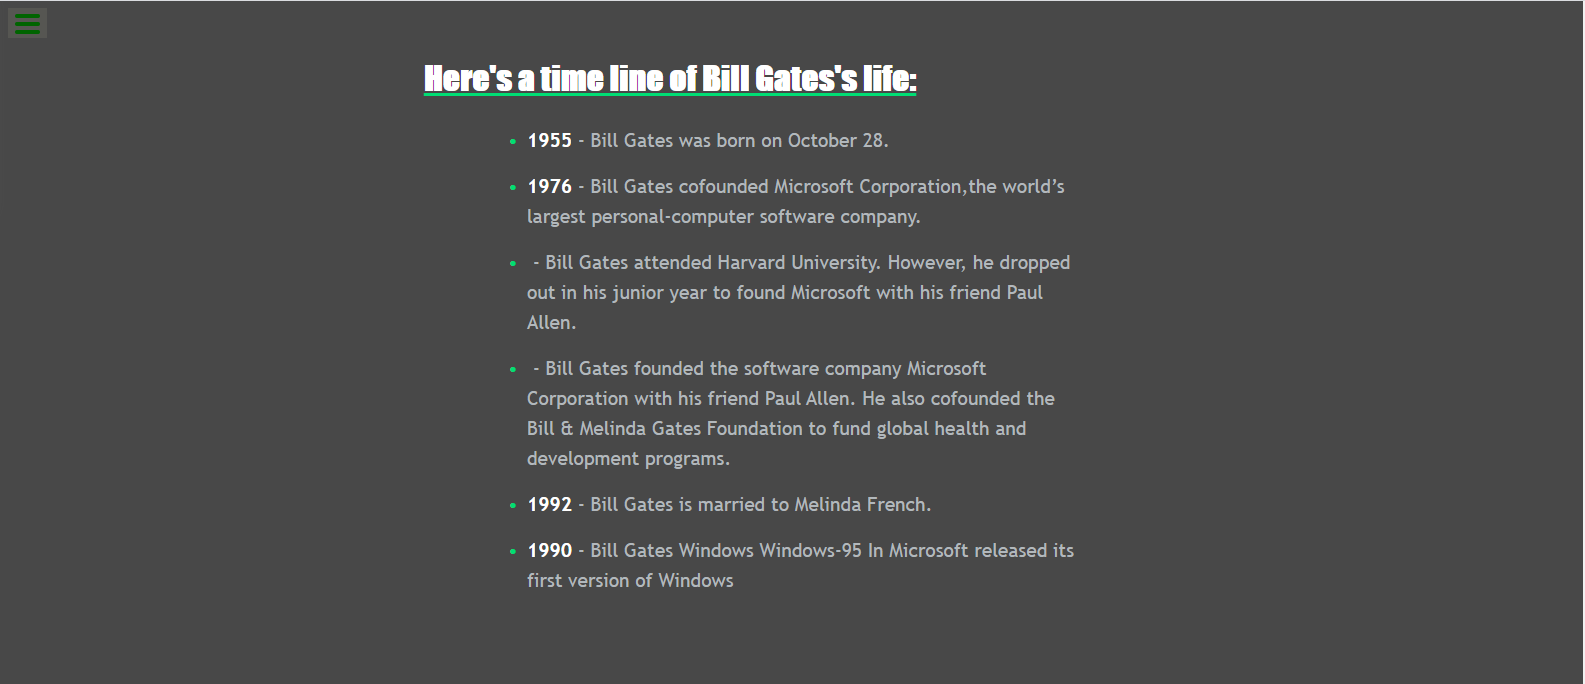 Here's a time line of Bill Gates's life:
• 1955 - Bill Gates was born on October 28.
• 1976 - Bill Gates cofounded Microsoft Corporation,the world’s
largest personal-computer software company.
• - Bill Gates attended Harvard University. However, he dropped
out in his junior year to found Microsoft with his friend Paul
Allen.
• - Bill Gates founded the software company Microsoft
Corporation with his friend Paul Allen. He also cofounded the
Bill & Melinda Gates Foundation to fund global health and
development programs.
• 1992 - Bill Gates is married to Melinda French.
• 1990 - Bill Gates Windows Windows-95 In Microsoft released its
first version of Windows